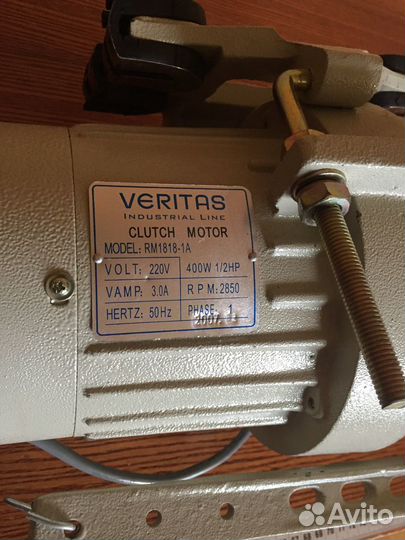 VERITAS
INDUSTRIAL LINE
CLUTCH MOTOR
MODEL: RM1818-1A
VOLT: 220V 400W 1/2HP
VAMP. 3.0A RPM: 2850
HERTZ: 50Hz PHASE: 1
Avito